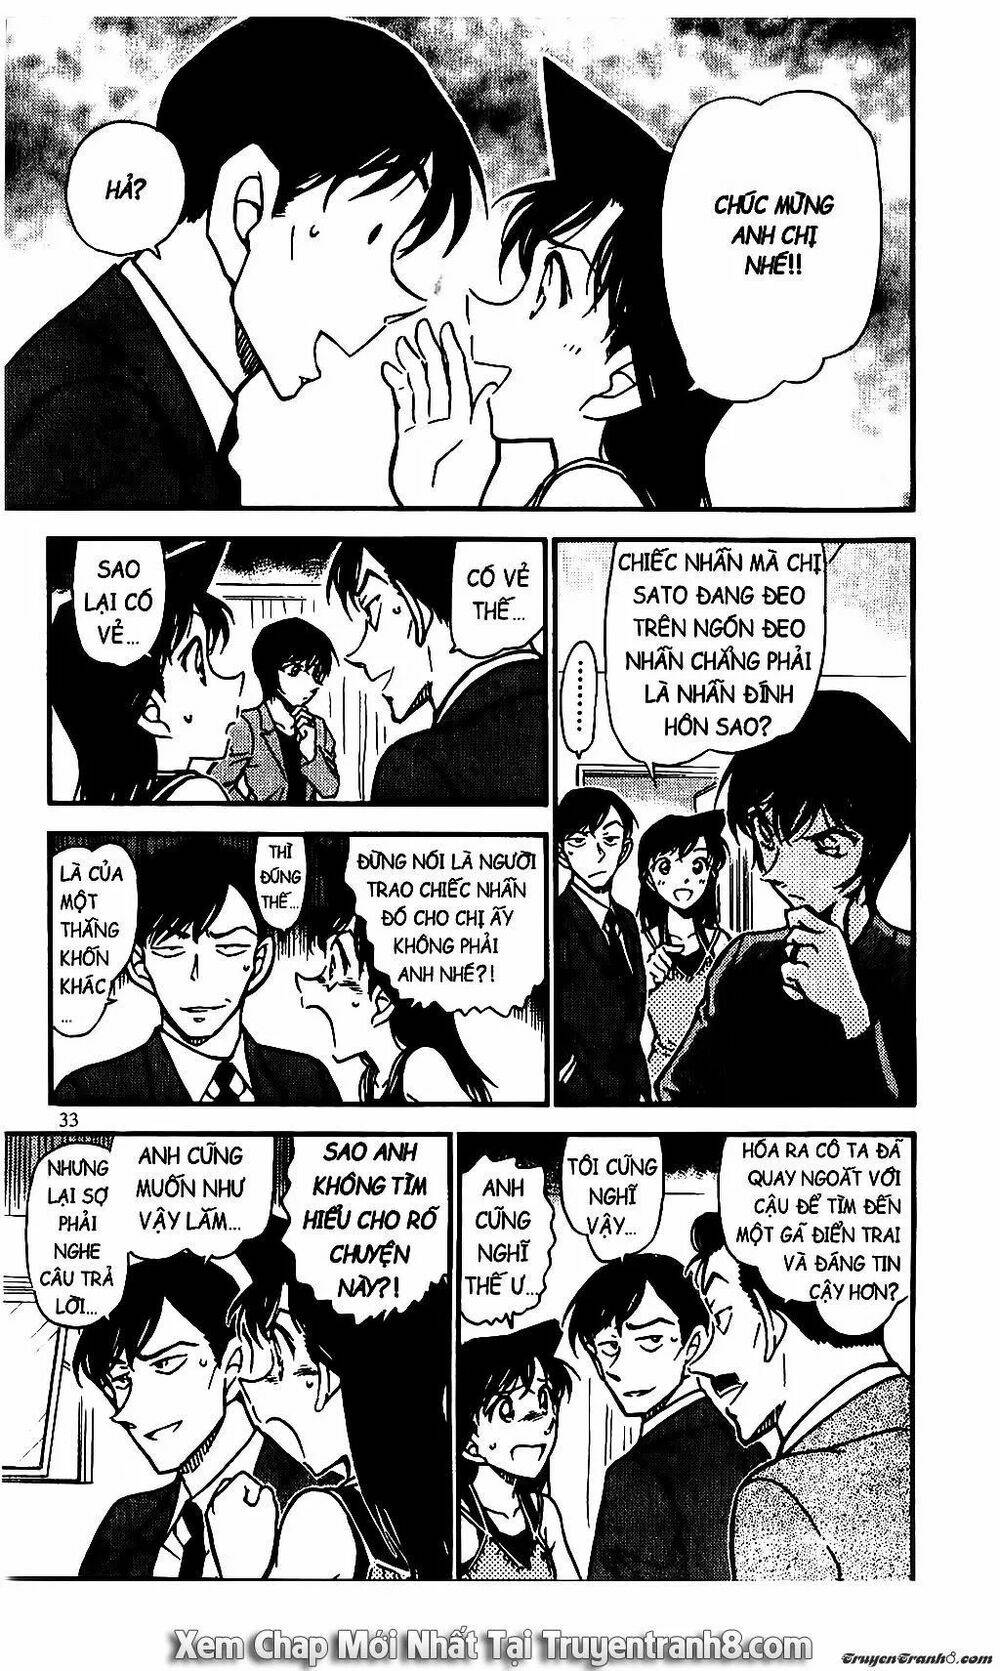 CHÚC MỪNG
ANH CHỊ
NHÉ!!
HẢ?
CHIẾC NHẪN MÀ CHỊ
SATO ĐANG ĐEO
TRÊN NGÓN ĐEO
NHẪN CHẲNG PHẢI
LÀ NHẪN ĐÍNH
HÔN SAO?
.........
CÓ VẺ
THẾ...
SAO
LẠI CÓ
VẺ...
ĐỪNG NÓI LÀ NGƯỜI
TRAO CHIẾC NHẪN
ĐÓ CHO CHỊ ẤY
KHÔNG PHẢI
ANH NHÉ?!
THÌ
ĐÚNG
THẾ...
LÀ CỦA
MỘT
THẰNG
KHỐN
KHÁC
...
33
HÓA RA CÔ TA ĐÃ
QUAY NGOẮT VỚI
CẬU ĐỂ TÌM ĐẾN
MỘT GÃ ĐIỂN TRAI
VÀ ĐÁNG TIN
CẬY HƠN?
TÔI CŨNG
NGHĨ
VẬY...
ANH
CŨNG
NGHĨ
THẾ Ư...
SAO ANH
KHÔNG TÌM
HIỂU CHO RÕ
CHUYỆN
NÀY?!
ANH CŨNG
MUỐN NHƯ
VẬY LẮM...
NHƯNG
LẠI SỢ
PHẢI
NGHE
CÂU TRẢ
LỜI...
Xem Chap Mới Nhất Tại Truyentranh8.com
TruyenTranh8.com